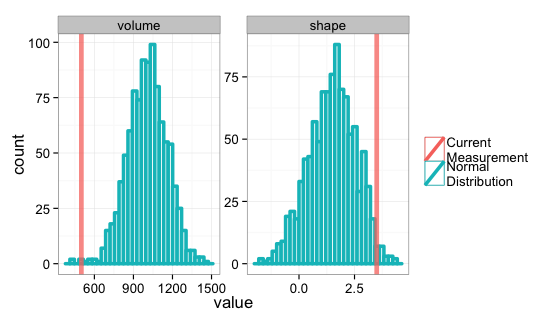 volume
shape
count
100
75
50
25
0
75
50
25
0
600
900
1200
1500
0.0
2.5
value
Current
Measurement
Normal
Distribution